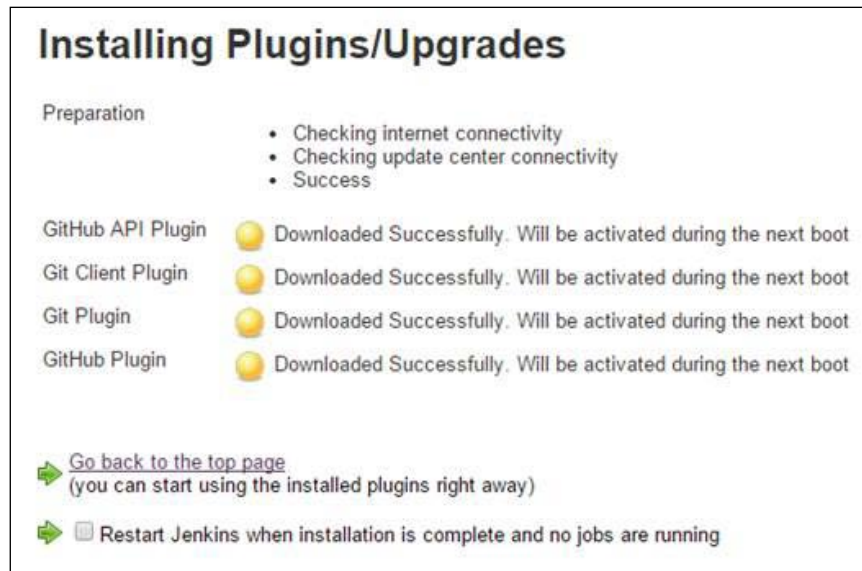 Installing Plugins/Upgrades
Preparation
• Checking internet connectivity
• Checking update center connectivity
• Success
GitHub API Plugin Downloaded Successfully. Will be activated during the next boot
Git Client Plugin Downloaded Successfully. Will be activated during the next boot
Git Plugin Downloaded Successfully. Will be activated during the next boot
GitHub Plugin Downloaded Successfully. Will be activated during the next boot
Go back to the top page
(you can start using the installed plugins right away)
Restart Jenkins when installation is complete and no jobs are running